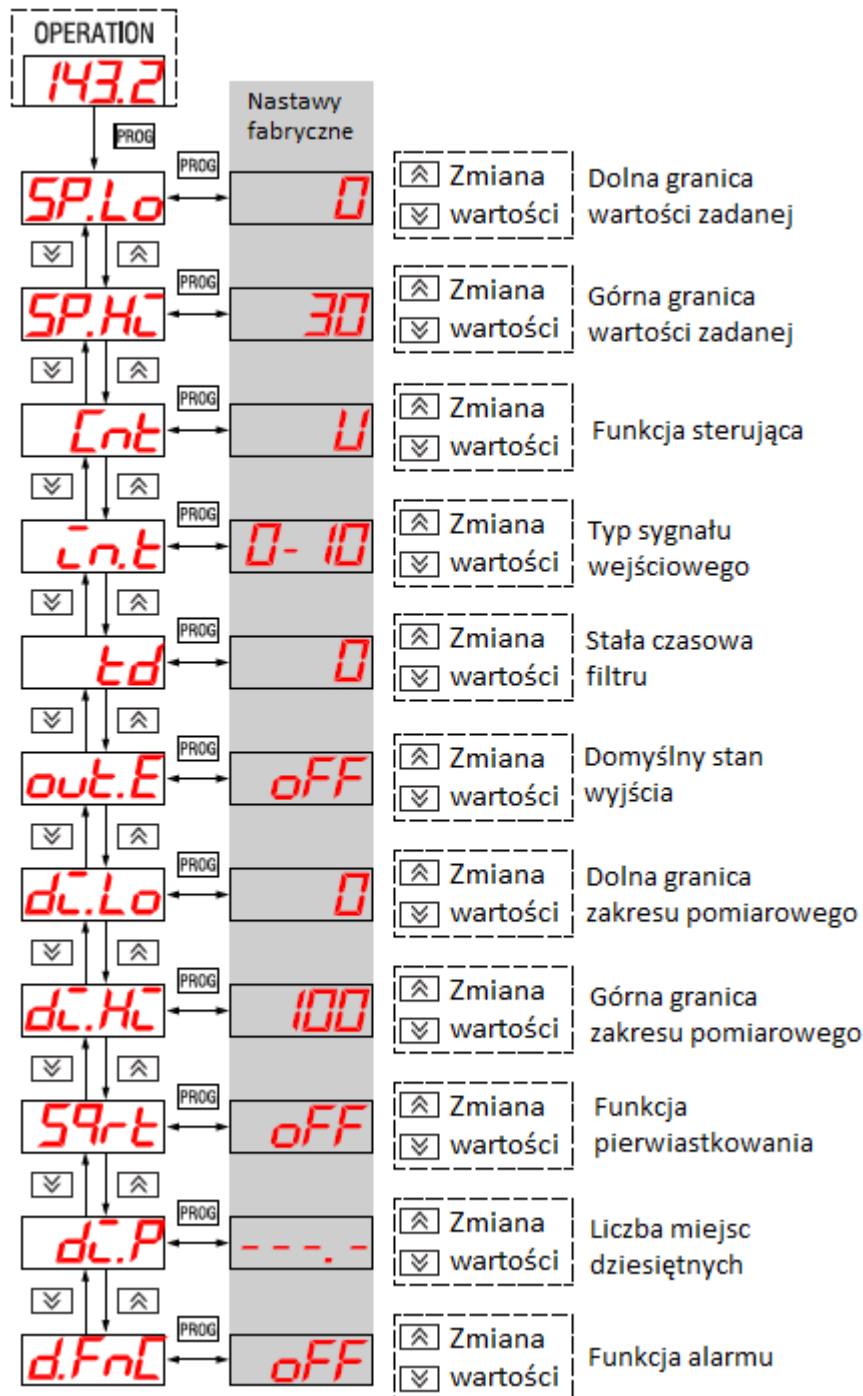 OPERATION
143.2
PROG
Nastawy
fabryczne
SP.Lo
PROG
0
Zmiana
wartości
Dolna granica
wartości zadanej
SP.Hi
PROG
30
Zmiana
wartości
Górna granica
wartości zadanej
Cnt
PROG
U
Zmiana
wartości
Funkcja sterująca
in.t
PROG
0-10
Zmiana
wartości
Typ sygnału
wejściowego
td
PROG
0
Zmiana
wartości
Stała czasowa
filtru
out.E
PROG
oFF
Zmiana
wartości
Domyślny stan
wyjścia
di.Lo
PROG
0
Zmiana
wartości
Dolna granica
zakresu pomiarowego
di.Hi
PROG
100
Zmiana
wartości
Górna granica
zakresu pomiarowego
Sqrt
PROG
oFF
Zmiana
wartości
Funkcja
pierwiastkowania
di.P
PROG
---.-
Zmiana
wartości
Liczba miejsc
dziesiętnych
d.FnC
PROG
oFF
Zmiana
wartości
Funkcja alarmu